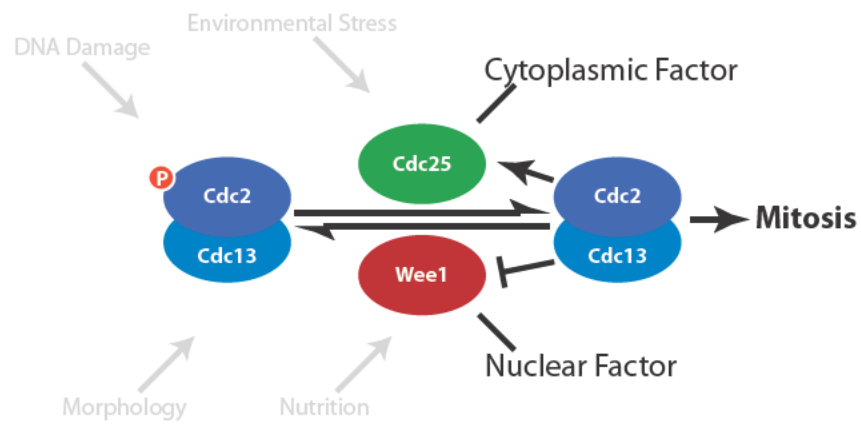 Environmental Stress
DNA Damage
Cytoplasmic Factor
Cdc25
P
Cdc2
Cdc13
Cdc2
Cdc13
Mitosis
Wee1
Nuclear Factor
Morphology
Nutrition